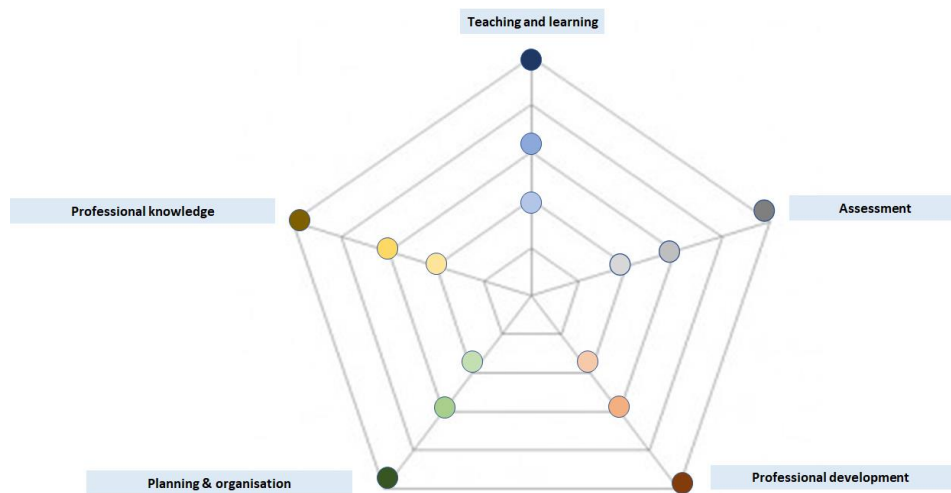 Teaching and learning
Professional knowledge
Assessment
Planning & organisation
Professional development